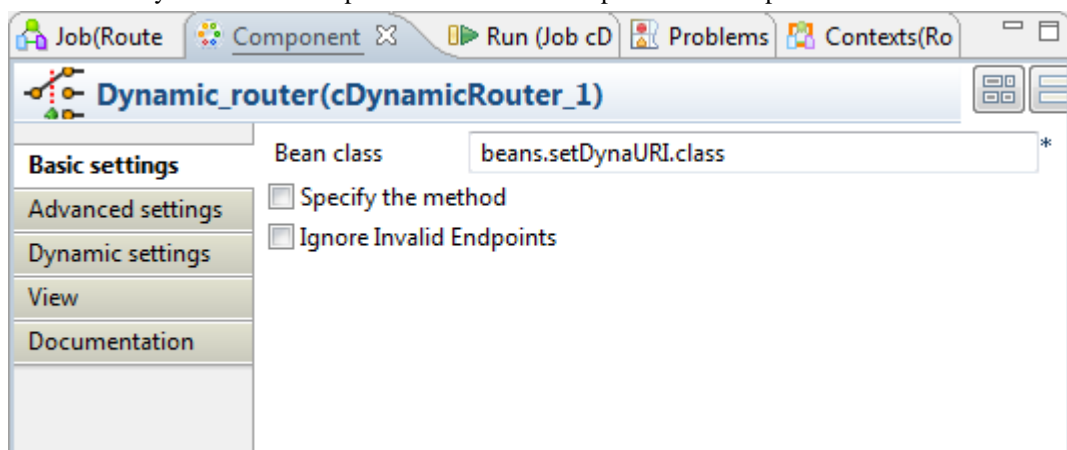 Job(Route Component Run (Job cD Problems Contexts(Ro
Dynamic_router(cDynamicRouter_1)
Basic settings
Bean class beans.setDynaURI.class *
Specify the method
Ignore Invalid Endpoints
Advanced settings
Dynamic settings
View
Documentation